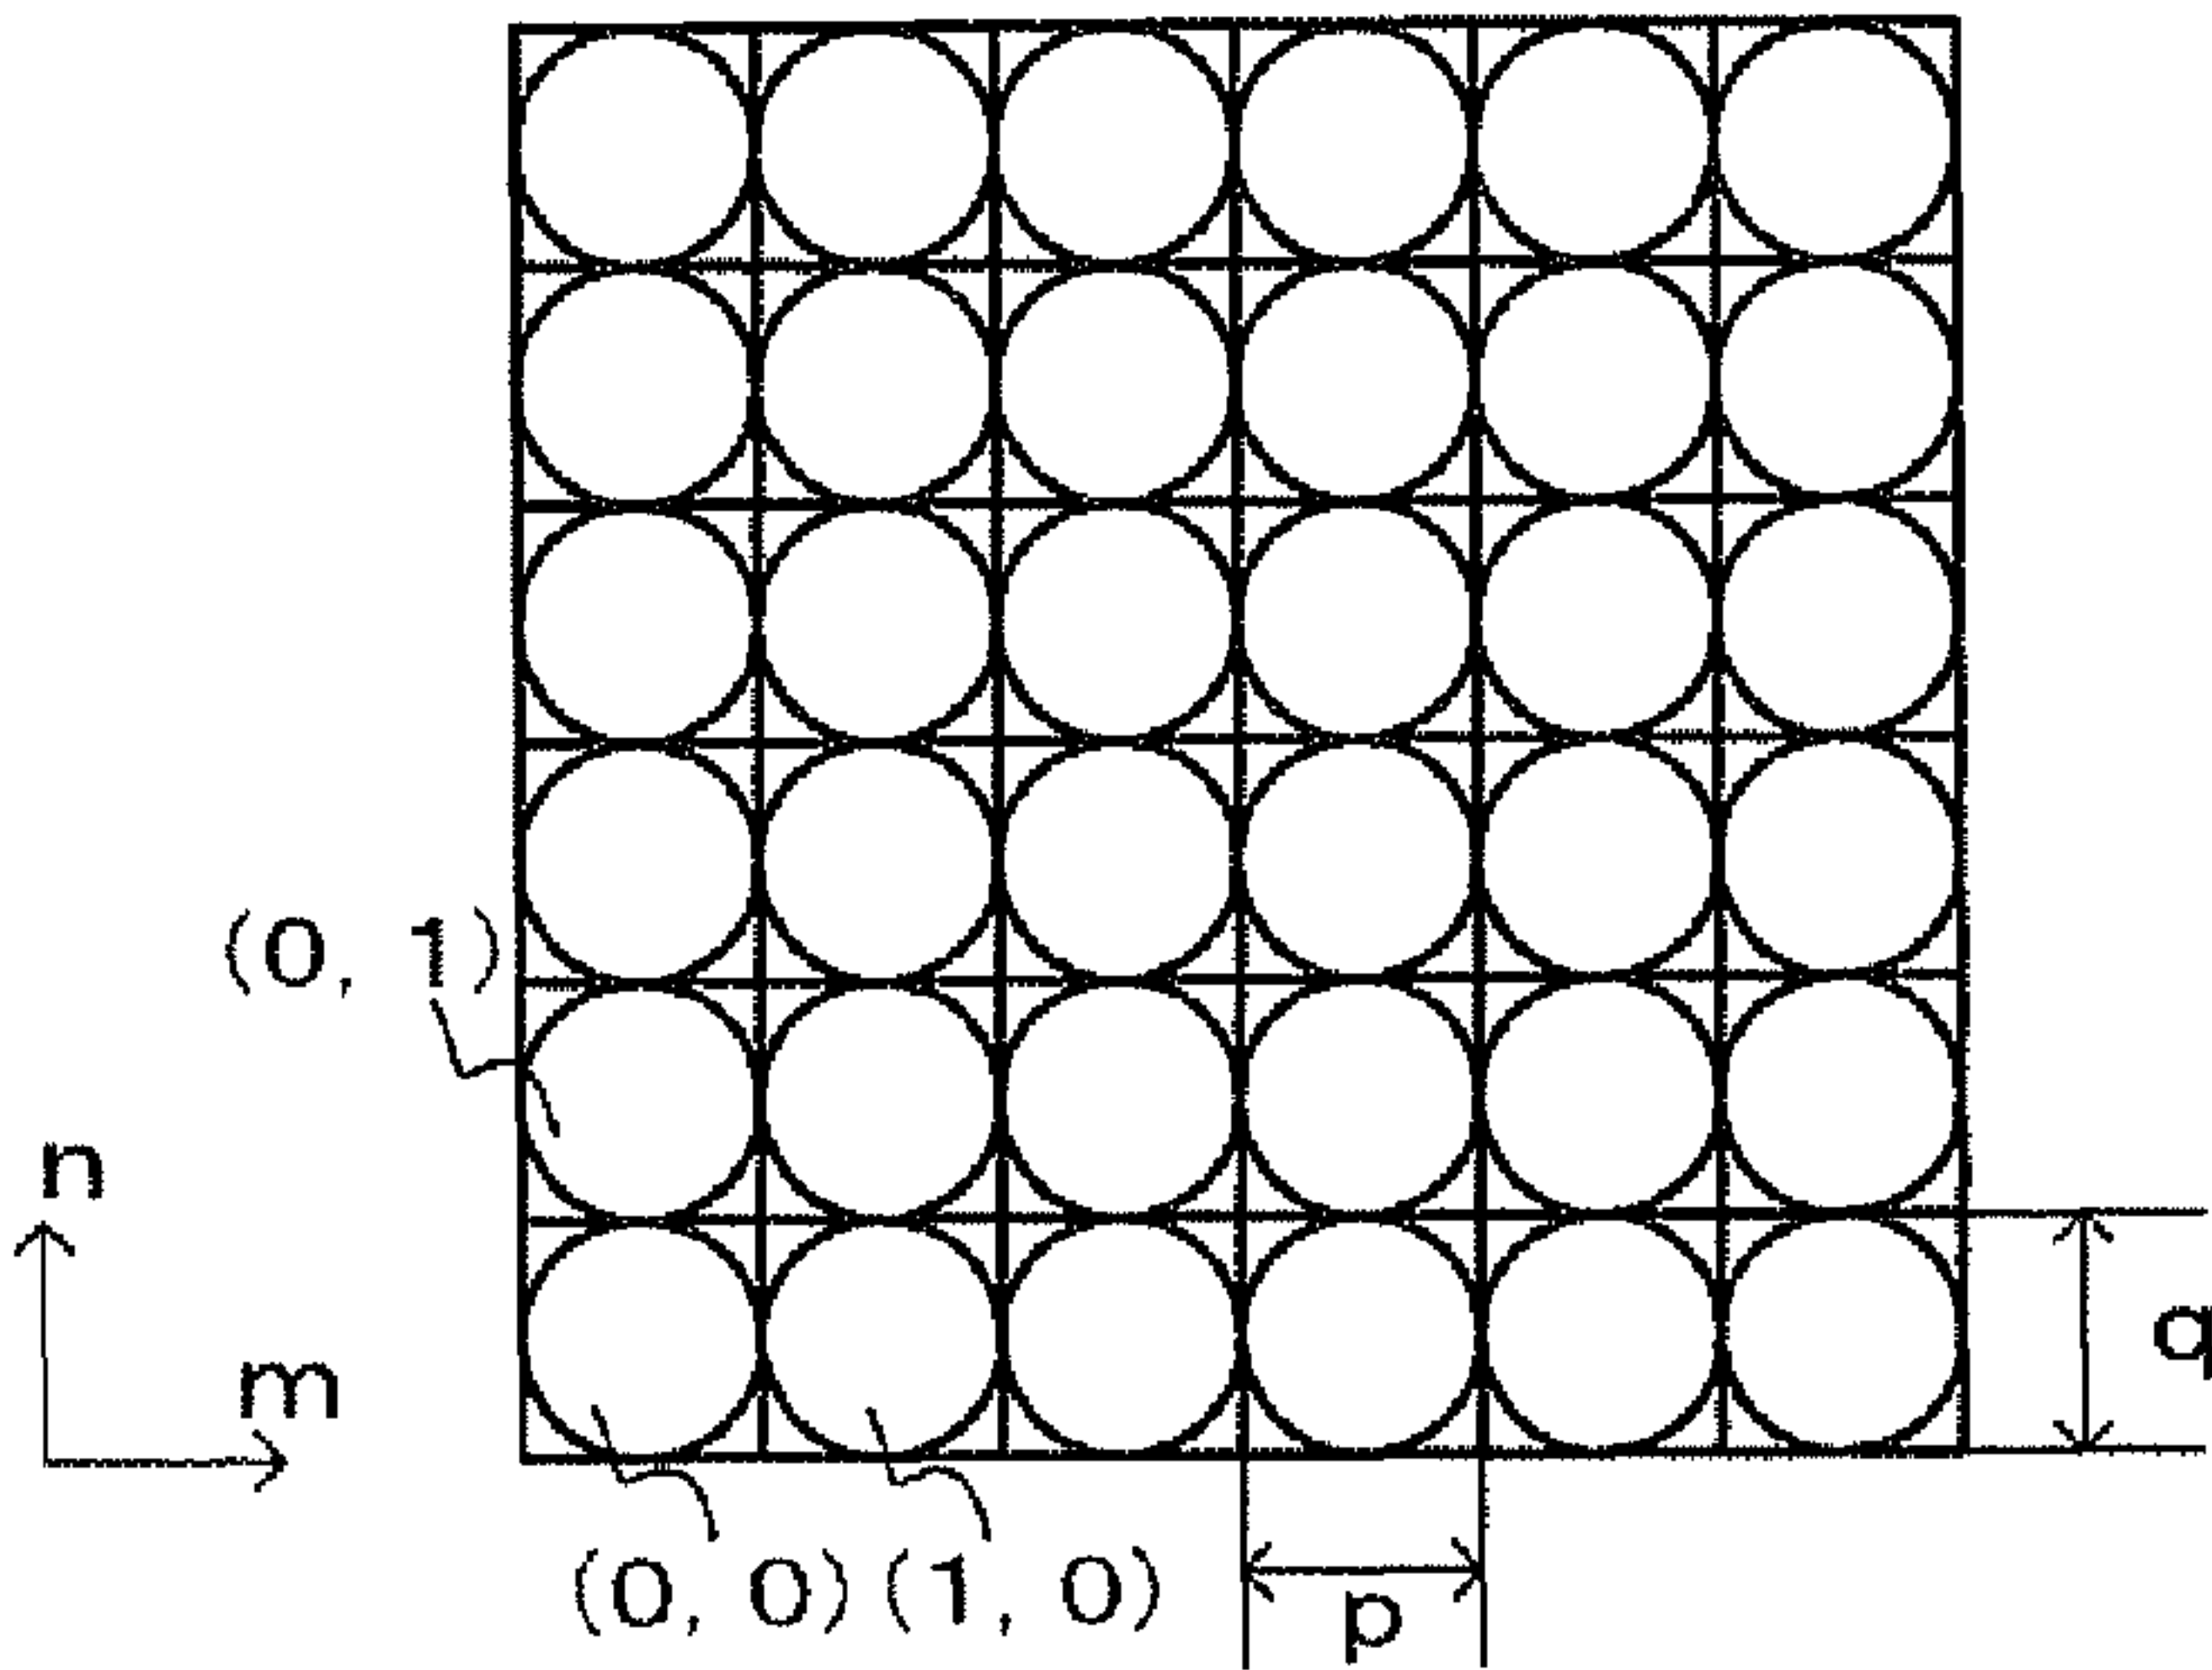 (0, 1)
n
m
q
(0, 0) (1, 0)
p